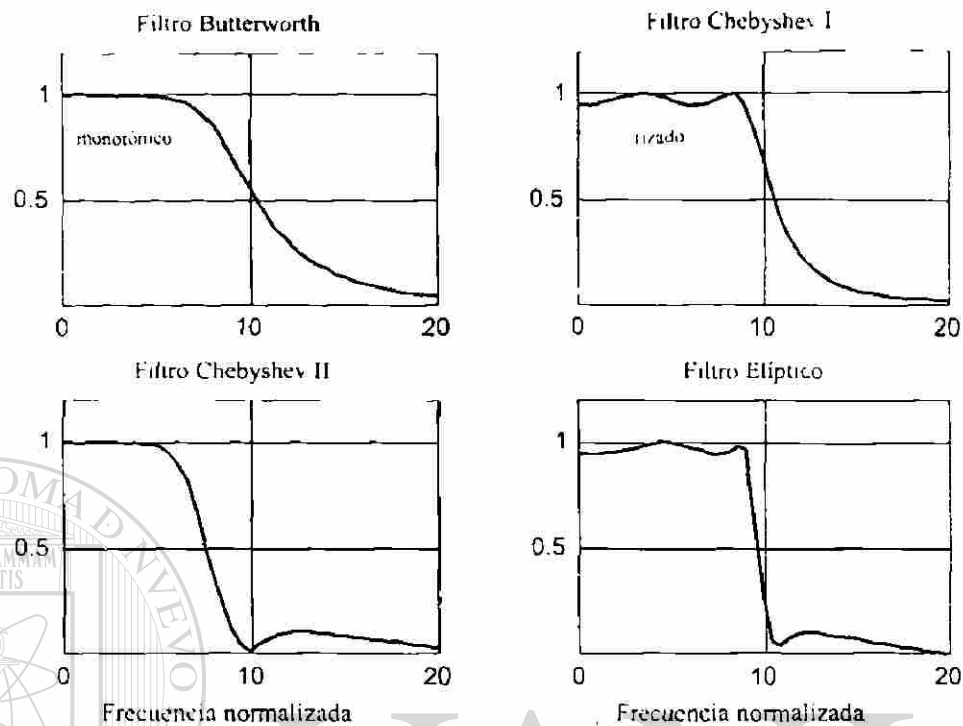 Filtro Butterworth
Filtro Chebyshev I
1
monotónico
0.5
0
10
20
1
rizado
0.5
0
10
20
Filtro Chebyshev II
Filtro Elíptico
1
0.5
0
10
20
Frecuencia normalizada
1
0.5
0
10
20
Frecuencia normalizada